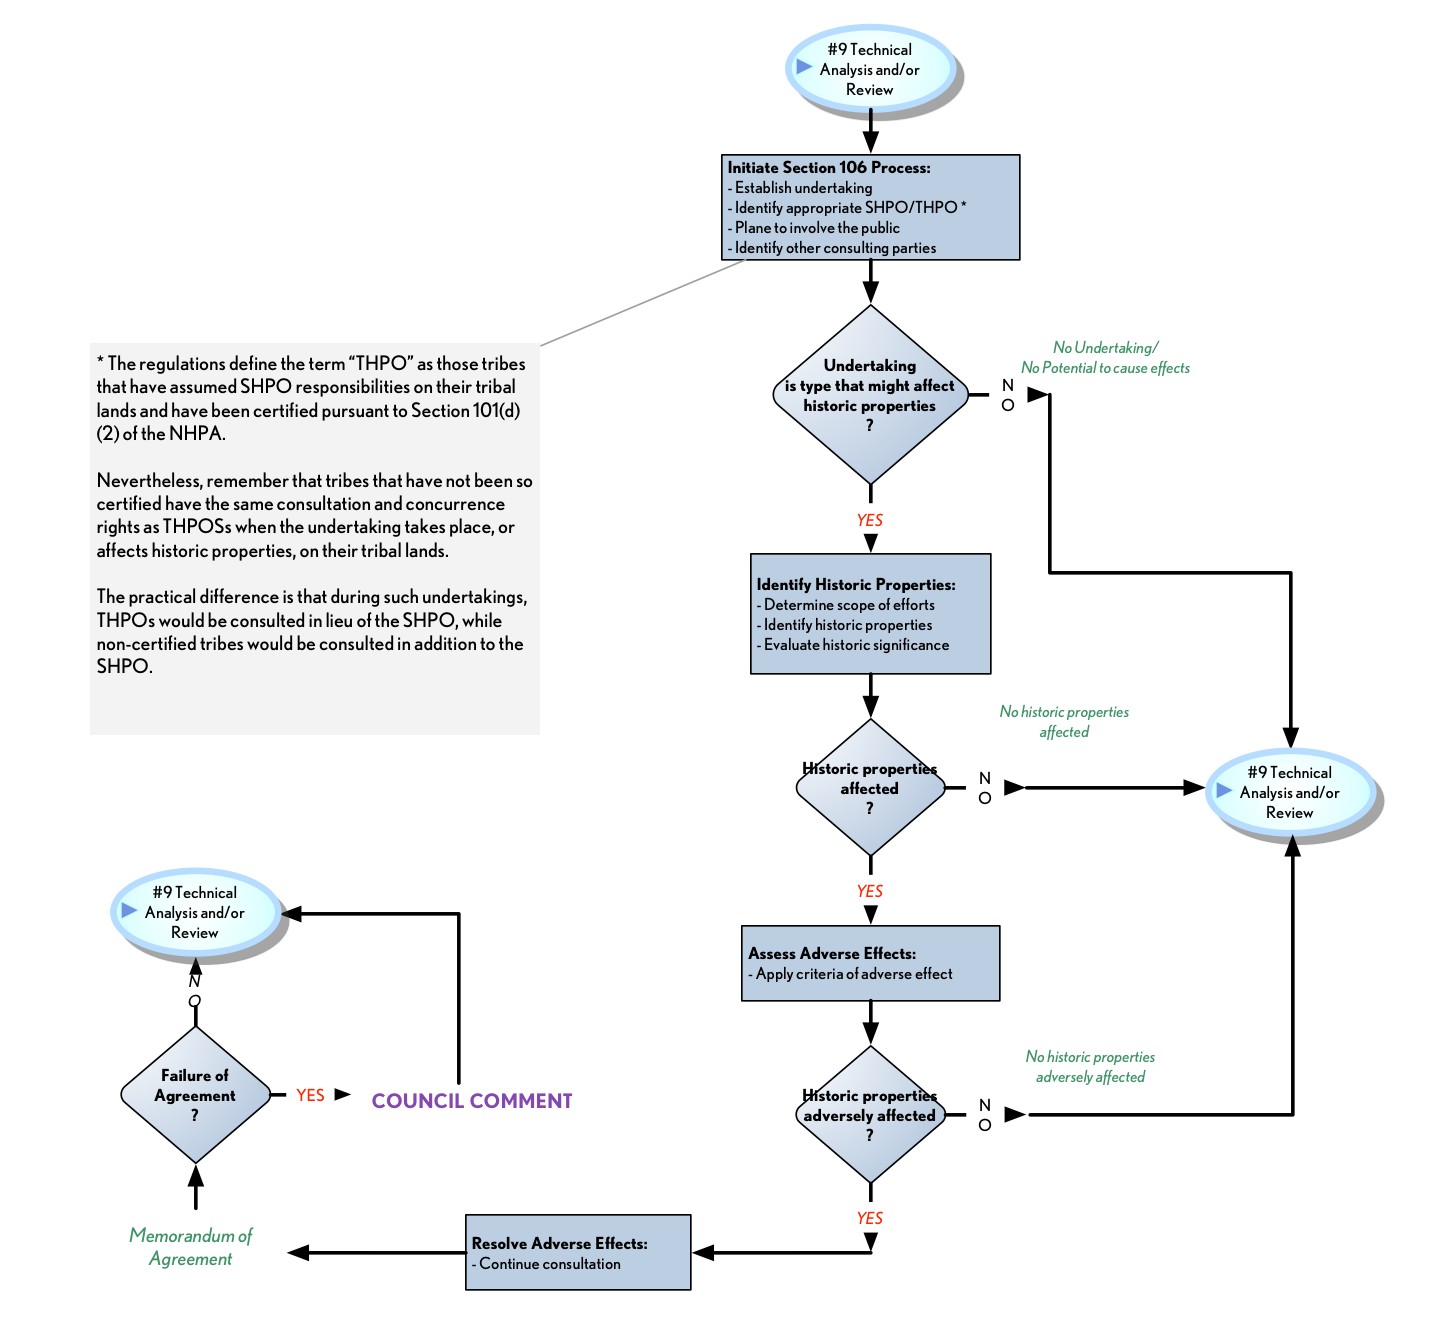 #9 Technical
Analysis and/or
Review
Initiate Section 106 Process:
- Establish undertaking
- Identify appropriate SHPO/THPO *
- Plane to involve the public
- Identify other consulting parties
Undertaking
is type that might affect
historic properties
?
N
O
No Undertaking/
No Potential to cause effects
* The regulations define the term “THPO” as those tribes
that have assumed SHPO responsibilities on their tribal
lands and have been certified pursuant to Section 101(d)
(2) of the NHPA.
Nevertheless, remember that tribes that have not been so
certified have the same consultation and concurrence
rights as THPOSs when the undertaking takes place, or
affects historic properties, on their tribal lands.
The practical difference is that during such undertakings,
THPOs would be consulted in lieu of the SHPO, while
non-certified tribes would be consulted in addition to the
SHPO.
YES
Identify Historic Properties:
- Determine scope of efforts
- Identify historic properties
- Evaluate historic significance
No historic properties
affected
Historic properties
affected
?
N
O
#9 Technical
Analysis and/or
Review
YES
Assess Adverse Effects:
- Apply criteria of adverse effect
No historic properties
adversely affected
Historic properties
adversely affected
?
N
O
YES
Resolve Adverse Effects:
- Continue consultation
Memorandum of
Agreement
Failure of
Agreement
?
YES
COUNCIL COMMENT
N
O
#9 Technical
Analysis and/or
Review